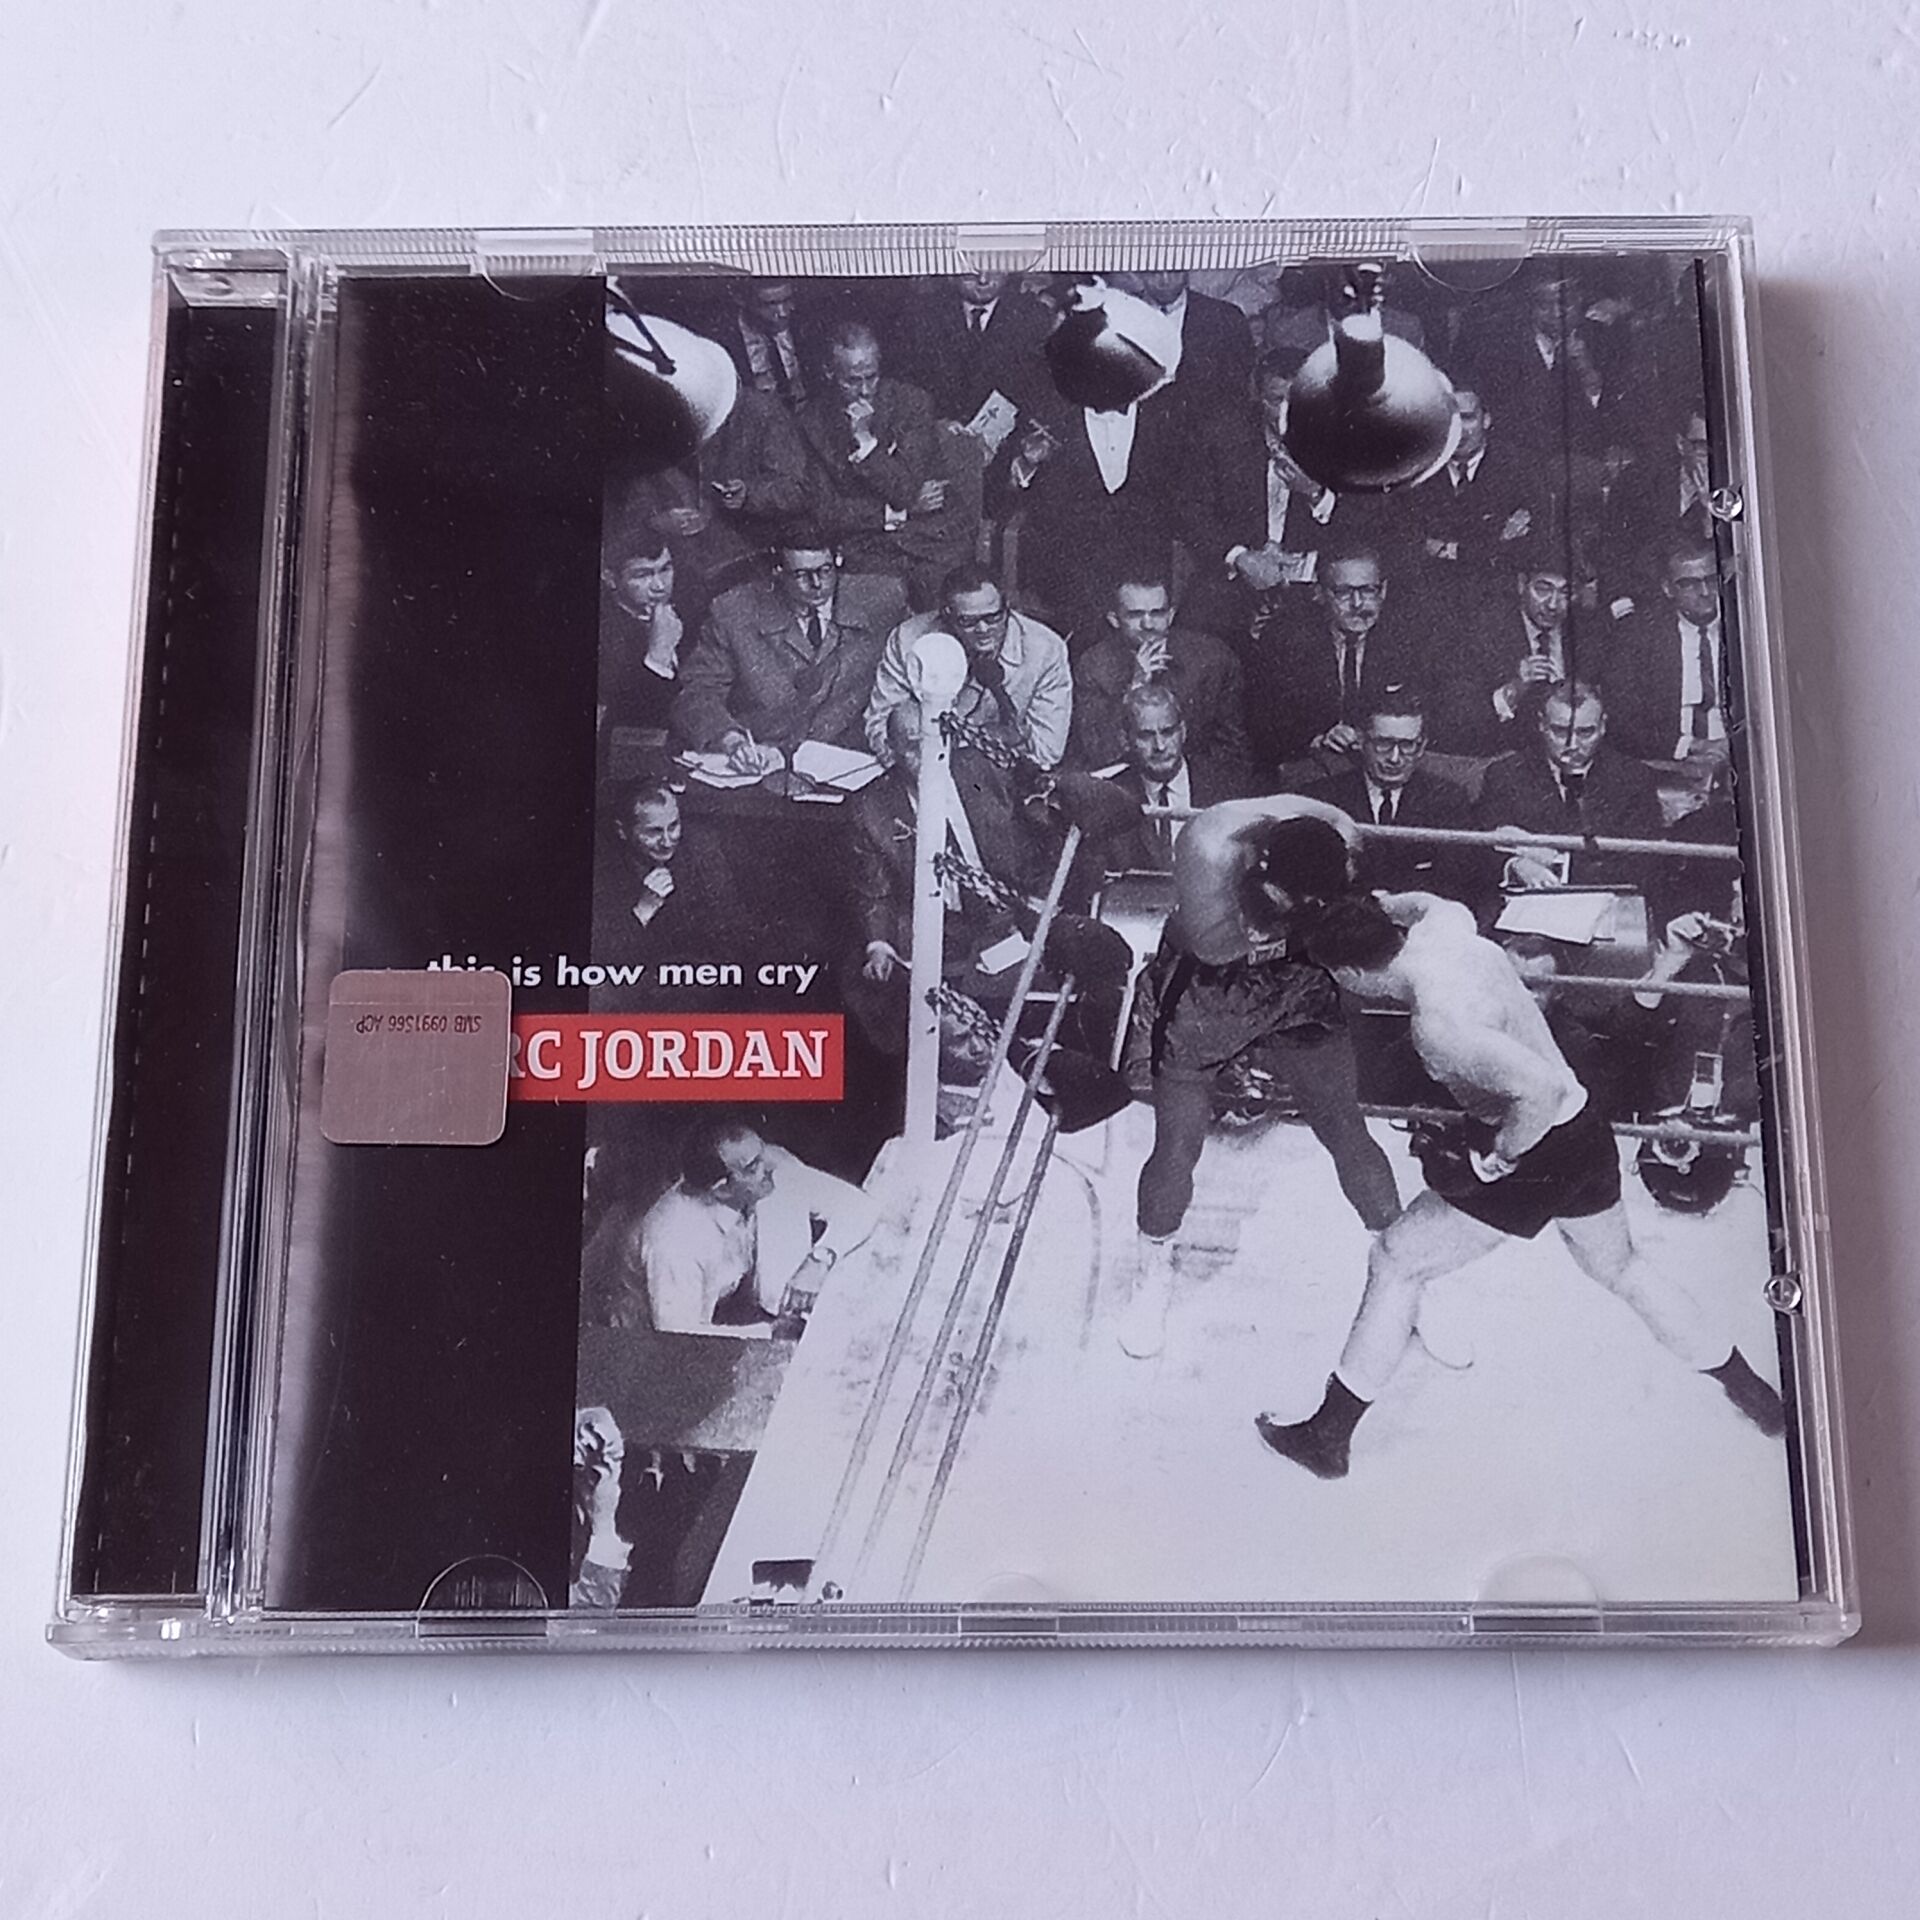 this is how men cry
RC JORDAN
SMB 0991566 ACP